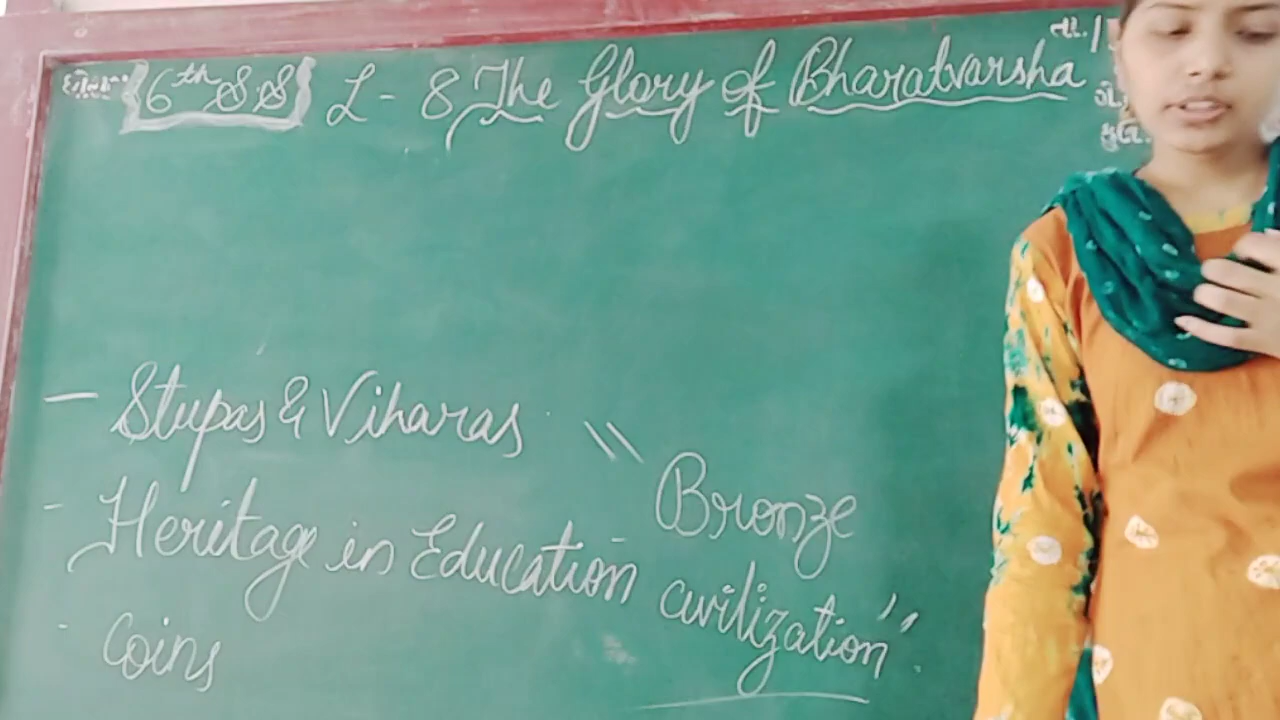 6th S.S L - 8 The Glory of Bharatvarsha
તા.
- Stupas & Viharas
- Heritage in Education
- Coins
" Bronze
civilization".